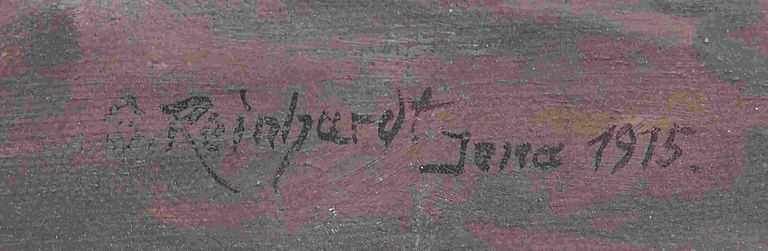 O. Reinhardt Jena 1915.